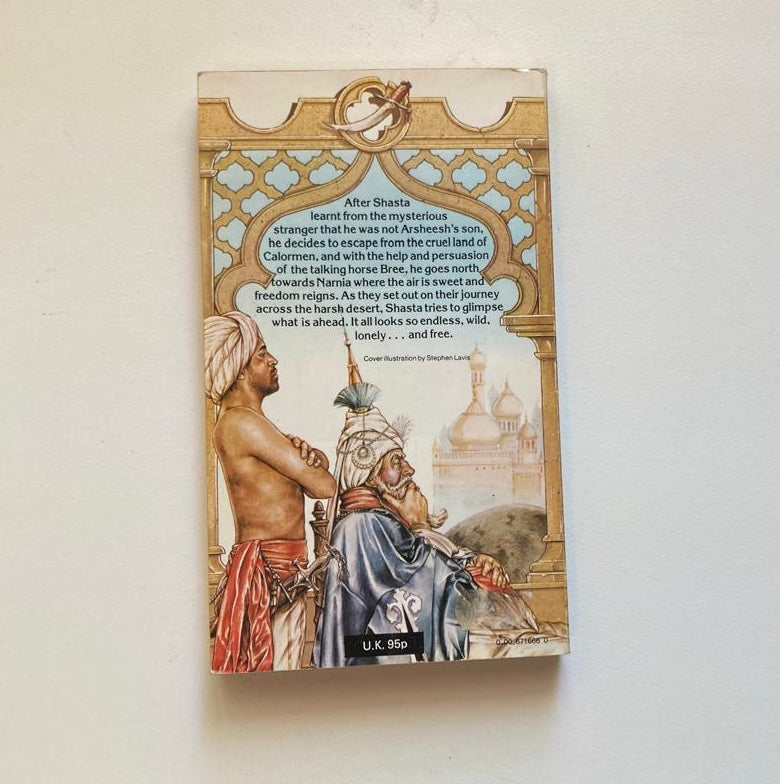 After Shasta
learnt from the mysterious
stranger that he was not Arsheesh's son,
he decides to escape from the cruel land of
Calormen, and with the help and persuasion
of the talking horse Bree, he goes north
towards Narnia where the air is sweet and
freedom reigns. As they set out on their journey
across the harsh desert, Shasta tries to glimpse
what is ahead. It all looks so endless, wild,
lonely . . . and free.
Cover illustration by Stephen Lavis
U.K. 95p
0 00 671666 0